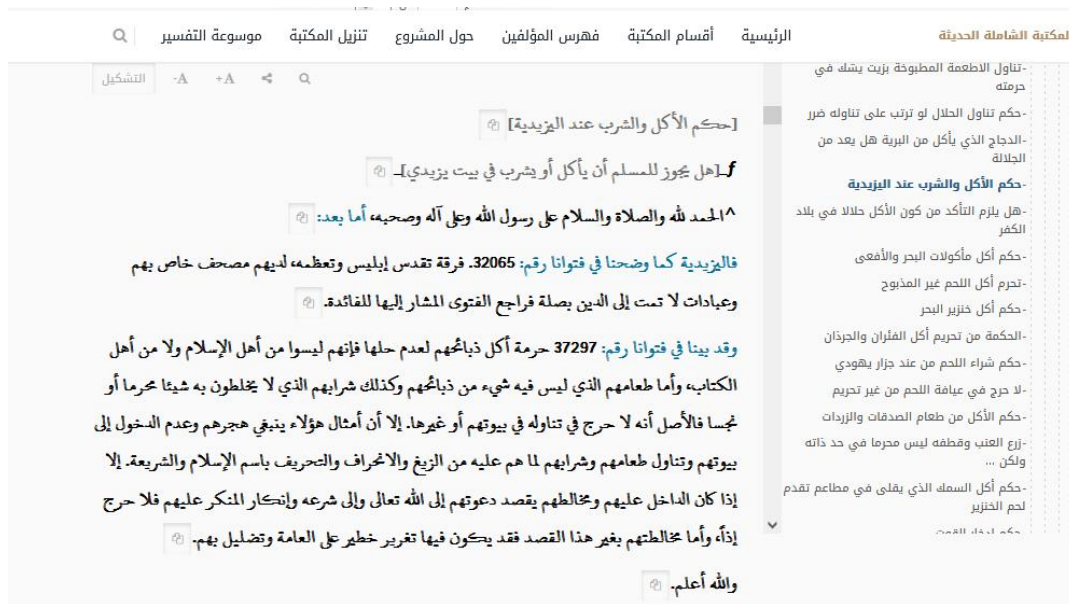 المكتبة الشاملة الحديثة
الرئيسية أقسام المكتبة فهرس المؤلفين حول المشروع تنزيل المكتبة موسوعة التفسير
A+ A- التشكيل
[حكم الأكل والشرب عند اليزيدية]
ƒـ[هل يجوز للمسلم أن يأكل أو يشرب في بيت يزيدي]ـ
^الحمد لله والصلاة والسلام على رسول الله وعلى آله وصحبه، أما بعد:
فاليزيدية كما وضحنا في فتوانا رقم: 32065. فرقة تقدس إبليس وتعظمه، لديهم مصحف خاص بهم
وعبادات لا تمت إلى الدين بصلة فراجع الفتوى المشار إليها للفائدة.
وقد بينا في فتوانا رقم: 37297 حرمة أكل ذبائحهم لعدم حلها فإنهم ليسوا من أهل الإسلام ولا من أهل
الكتاب، وأما طعامهم الذي ليس فيه شيء من ذبائحهم وكذلك شرابهم الذي لا يخلطون به شيئا محرما أو
نجسا فالأصل أنه لا حرج في تناوله في بيوتهم أو غيرها. إلا أن أمثال هؤلاء ينبغي هجرهم وعدم الدخول إلى
بيوتهم وتناول طعامهم وشرابهم لما هم عليه من الزيغ والانحراف والتحريف باسم الإسلام والشريعة. إلا
إذا كان الداخل عليهم ومخالطهم يقصد دعوتهم إلى الله تعالى وإلى شرعه وإنكار المنكر عليهم فلا حرج
إذاً، وأما مخالطتهم بغير هذا القصد فقد يكون فيها تغرير خطير على العامة وتضليل بهم.
والله أعلم.
-تناول الاطعمة المطبوخة بزيت يشك في
حرمته
-حكم تناول الحلال لو ترتب على تناوله ضرر
-الدجاج الذي يأكل من البرية هل يعد من
الجلالة
-حكم الأكل والشرب عند اليزيدية
-هل يلزم التأكد من كون الأكل حلالا في بلاد
الكفر
-حكم أكل مأكولات البحر والأفعى
-تحرم أكل اللحم غير المذبوح
-حكم أكل خنزير البحر
-الحكمة من تحريم أكل الفئران والجرذان
-حكم شراء اللحم من عند جزار يهودي
-لا حرج في عيافة اللحم من غير تحريم
-حكم الأكل من طعام الصدقات والزردات
-زرع العنب وقطفه ليس محرما في حد ذاته
ولكن ...
-حكم أكل السمك الذي يقلى في مطاعم تقدم
لحم الخنزير